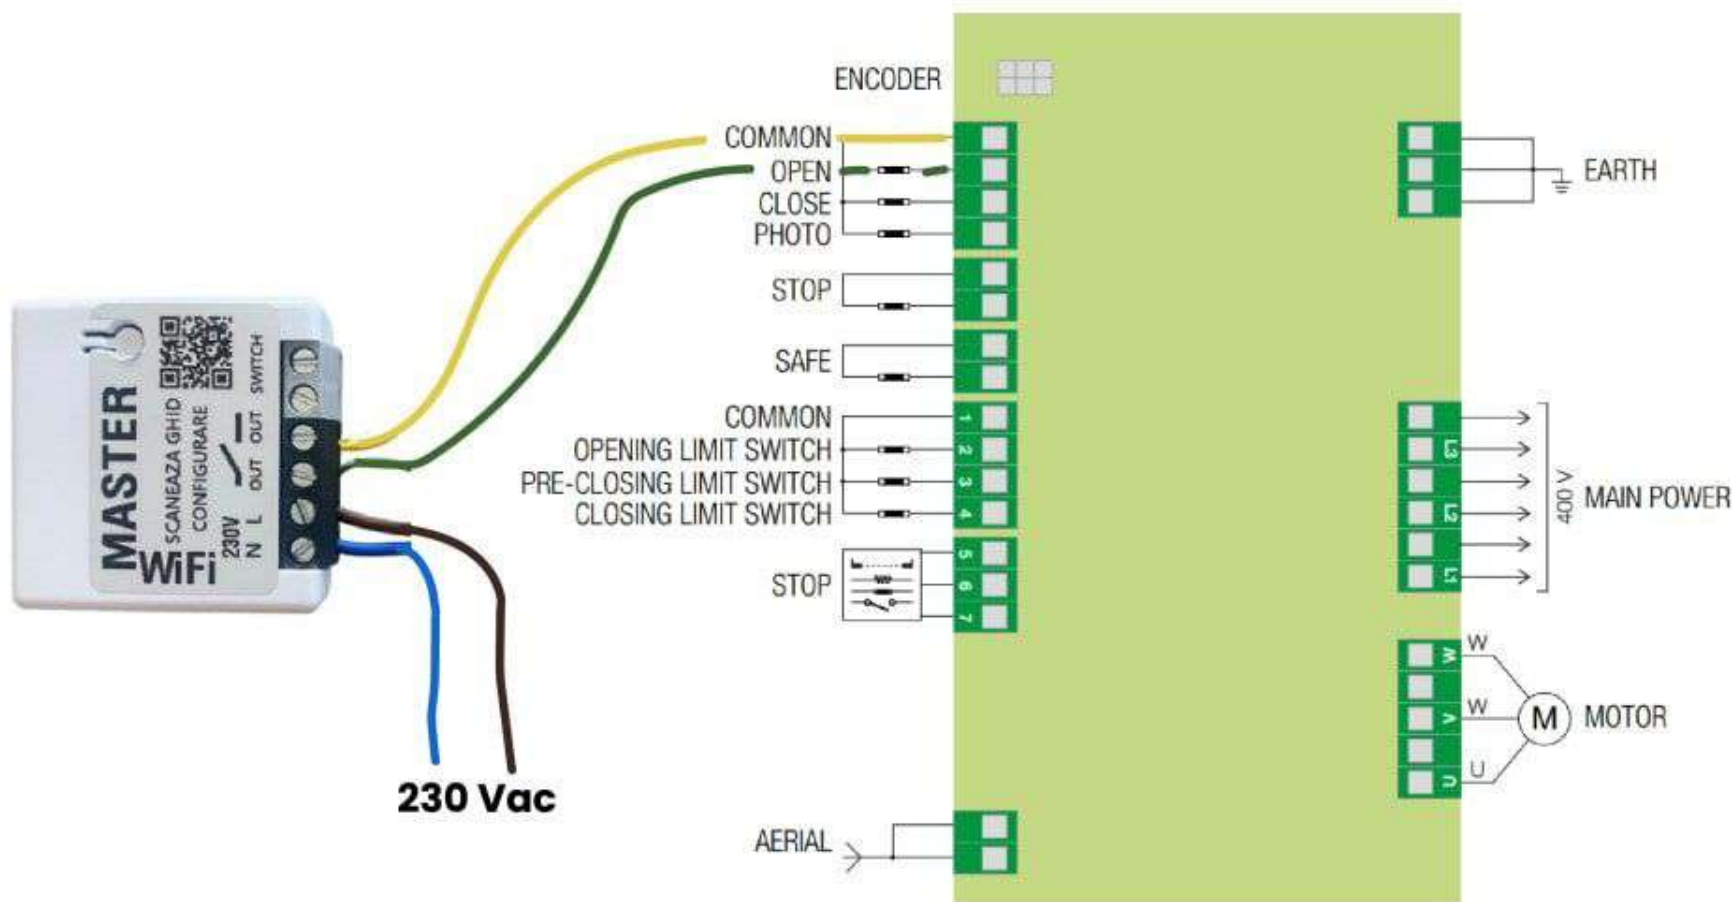 ENCODER
COMMON
OPEN
CLOSE
PHOTO
STOP
SAFE
COMMON
OPENING LIMIT SWITCH
PRE-CLOSING LIMIT SWITCH
CLOSING LIMIT SWITCH
STOP
AERIAL
1
2
3
4
5
6
7
EARTH
L3
L2
L1
400 V
MAIN POWER
W
V
U
W
W
U
M
MOTOR
MASTER
WiFi
SCANEAZA GHID
CONFIGURARE
230V
N L OUT OUT SWITCH
230 Vac